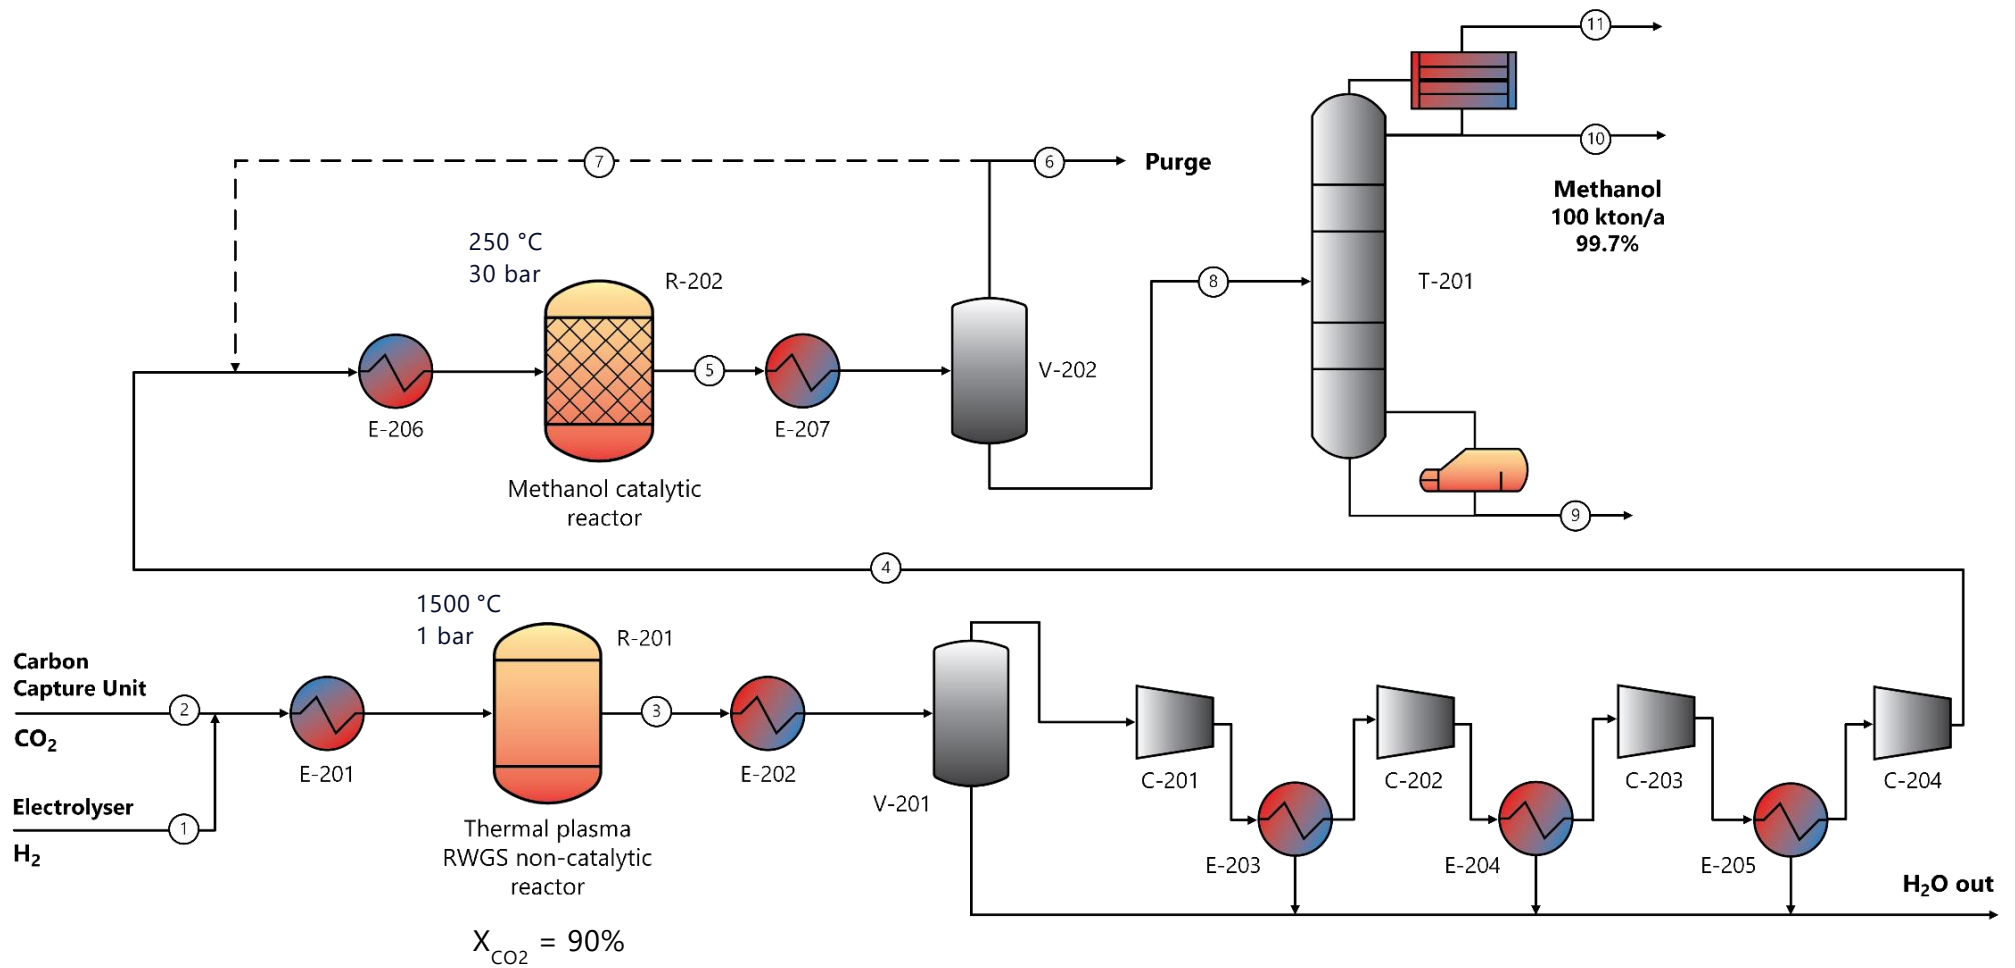 11
10
Methanol
100 kton/a
99.7%
7
6
Purge
250 °C
30 bar
R-202
8
T-201
5
V-202
E-206
E-207
Methanol catalytic
reactor
9
4
1500 °C
1 bar
R-201
Carbon
Capture Unit
2
CO₂
3
E-201
E-202
V-201
C-201
C-202
C-203
C-204
Electrolyser
1
H₂
Thermal plasma
RWGS non-catalytic
reactor
E-203
E-204
E-205
H₂O out
X_CO2 = 90%